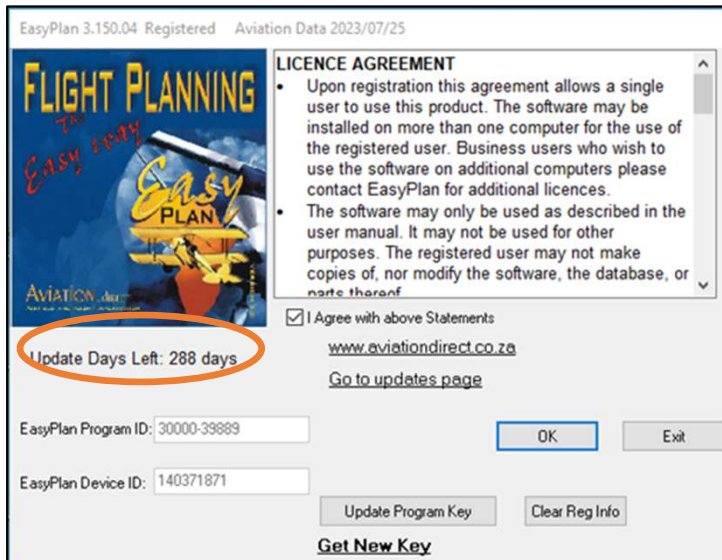 EasyPlan 3.150.04 Registered Aviation Data 2023/07/25
FLIGHT PLANNING
The
Easy way
Easy
PLAN
AVIATION
LICENCE AGREEMENT
• Upon registration this agreement allows a single
user to use this product. The software may be
installed on more than one computer for the use of
the registered user. Business users who wish to
use the software on additional computers please
contact EasyPlan for additional licences.
• The software may only be used as described in the
user manual. It may not be used for other
purposes. The registered user may not make
copies of, nor modify the software, the database, or
parts thereof
I Agree with above Statements
Update Days Left: 288 days
www.aviationdirect.co.za
Go to updates page
EasyPlan Program ID: 30000-39889
OK
Exit
EasyPlan Device ID: 140371871
Update Program Key
Clear Reg Info
Get New Key